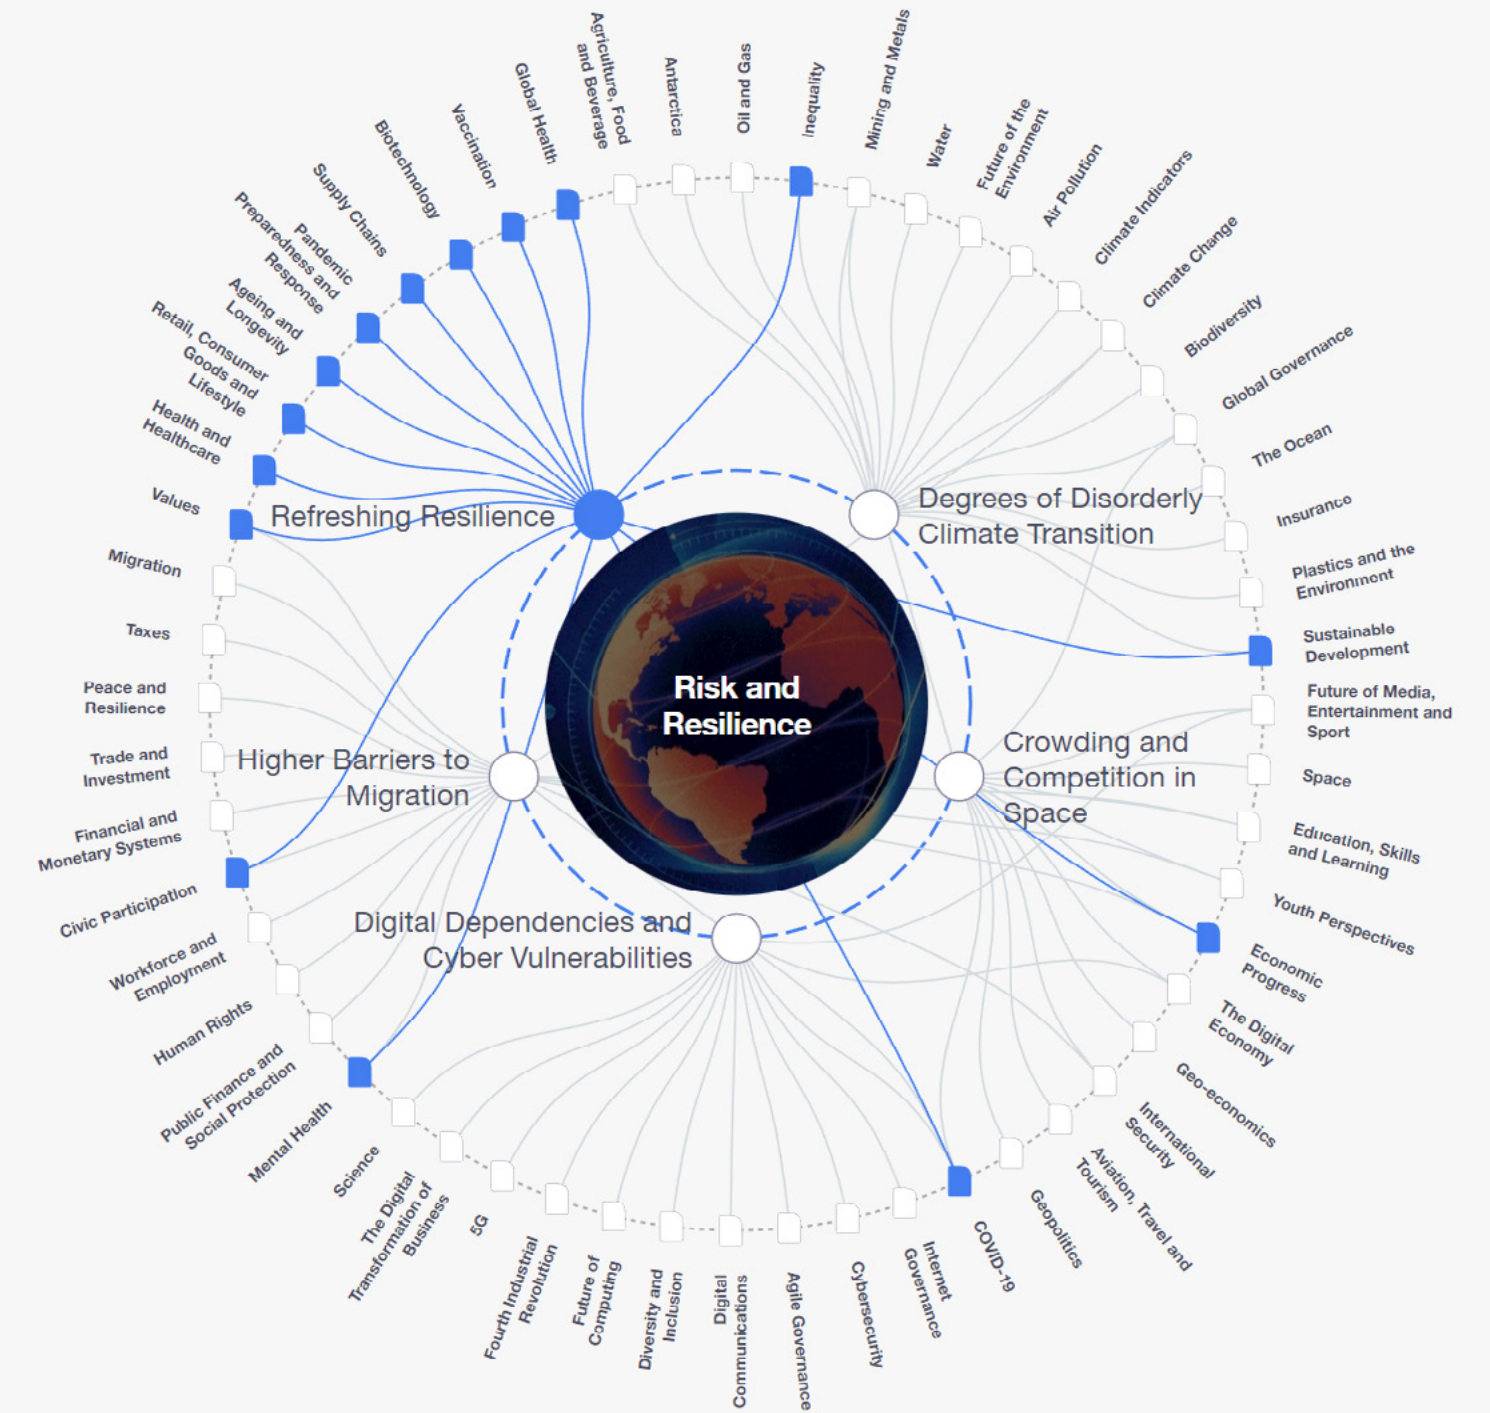 Agriculture, Food
and Beverage
Antarctica
Oil and Gas
Inequality
Mining and Metals
Water
Future of the
Environment
Air Pollution
Climate Indicators
Climate Change
Biodiversity
Global Governance
The Ocean
Insurance
Plastics and the
Environment
Sustainable
Development
Future of Media,
Entertainment and
Sport
Space
Education, Skills
and Learning
Youth Perspectives
Economic
Progress
The Digital
Economy
Geo-economics
International
Security
Aviation, Travel and
Tourism
Geopolitics
COVID-19
Internet
Governance
Cybersecurity
Agile Governance
Digital
Communications
Diversity and
Inclusion
Future of
Computing
Fourth Industrial
Revolution
5G
The Digital
Transformation of
Business
Science
Mental Health
Public Finance and
Social Protection
Human Rights
Workforce and
Employment
Civic Participation
Financial and
Monetary Systems
Trade and
Investment
Peace and
Resilience
Taxes
Migration
Values
Health and
Healthcare
Retail, Consumer
Goods and
Lifestyle
Ageing and
Longevity
Pandemic
Preparedness and
Response
Supply Chains
Biotechnology
Vaccination
Global Health
Refreshing Resilience
Degrees of Disorderly
Climate Transition
Risk and
Resilience
Higher Barriers to
Migration
Crowding and
Competition in
Space
Digital Dependencies and
Cyber Vulnerabilities